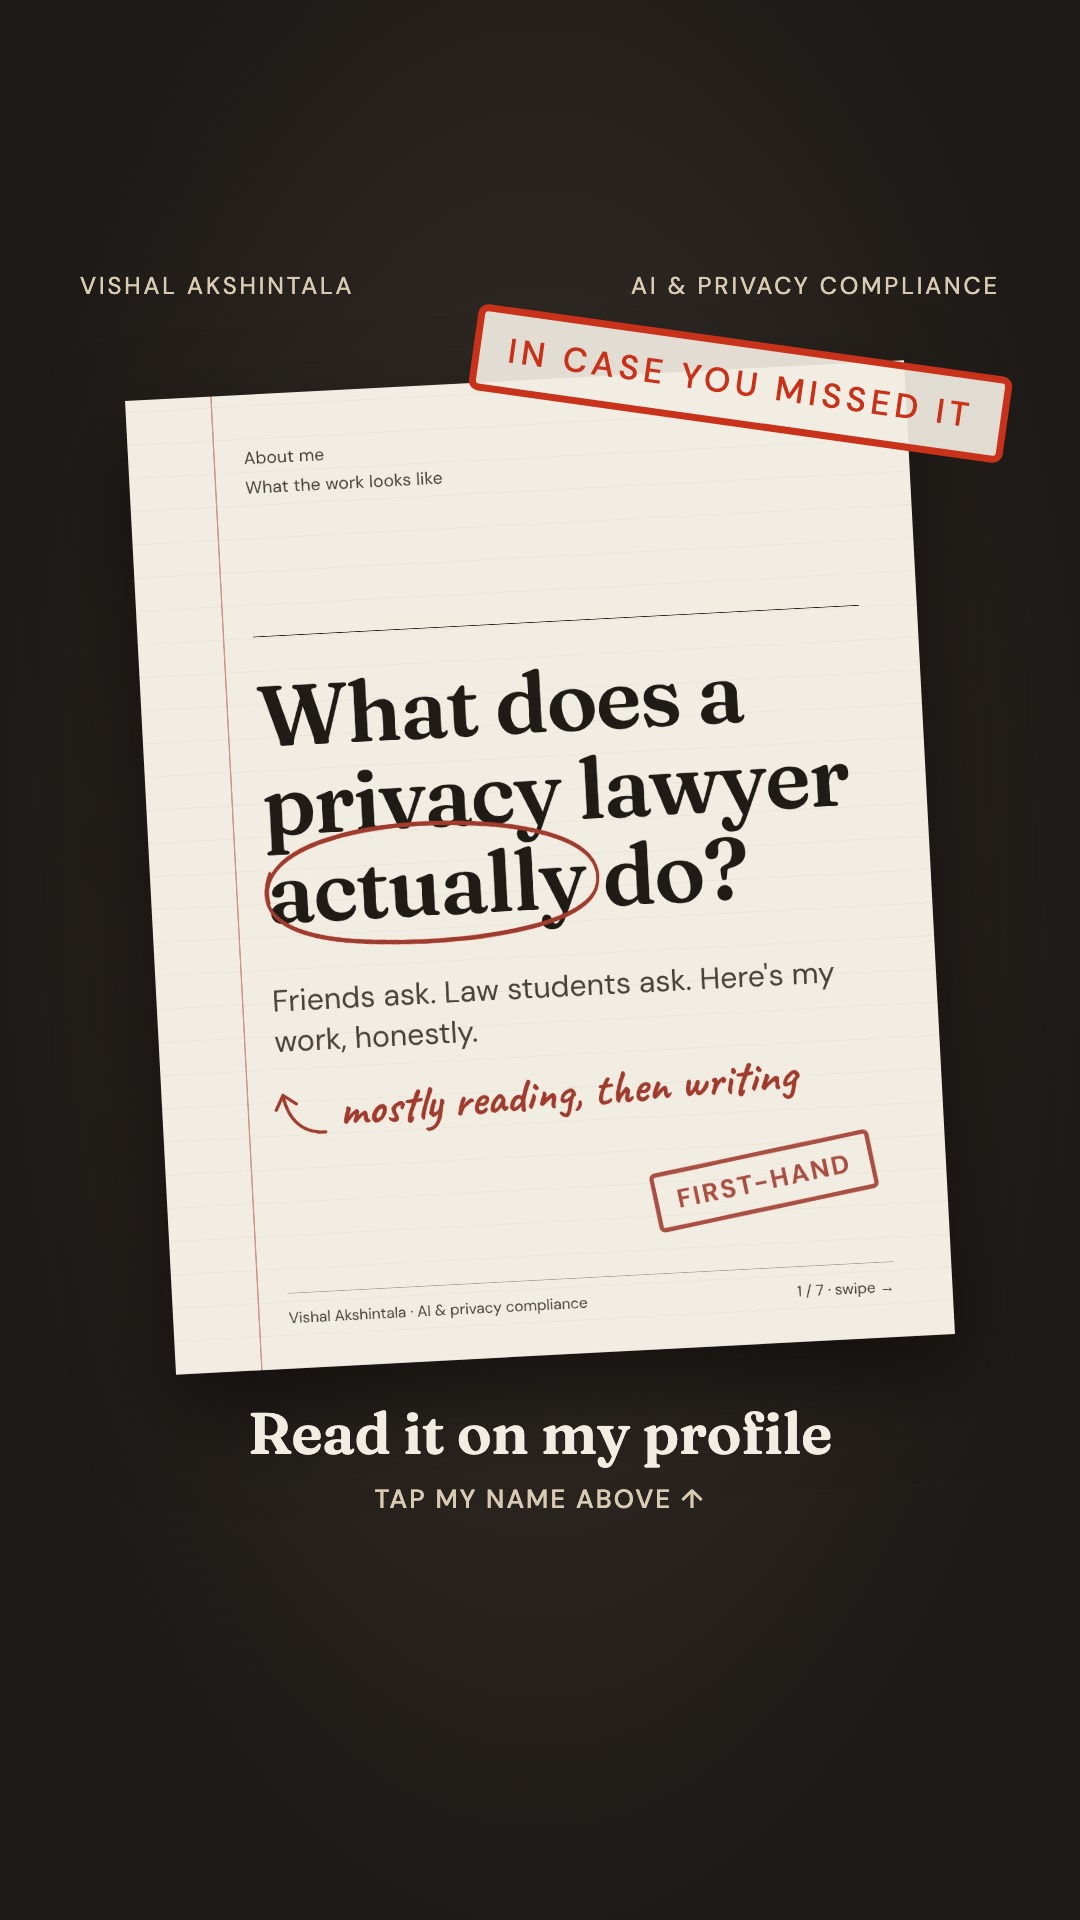 VISHAL AKSHINTALA
AI & PRIVACY COMPLIANCE
IN CASE YOU MISSED IT
About me
What the work looks like
What does a
privacy lawyer
actually do?
Friends ask. Law students ask. Here's my
work, honestly.
mostly reading, then writing
FIRST-HAND
Vishal Akshintala · AI & privacy compliance
1 / 7 · swipe →
Read it on my profile
TAP MY NAME ABOVE ↑